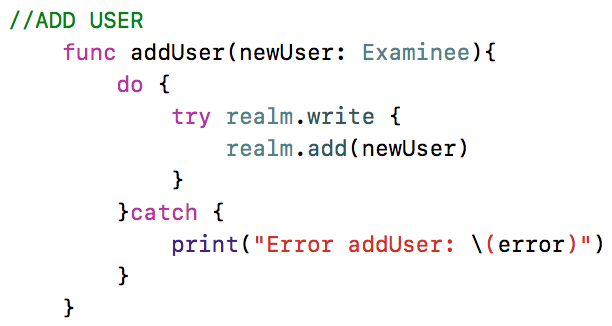 //ADD USER
func addUser(newUser: Examinee){
do {
try realm.write {
realm.add(newUser)
}
}catch {
print("Error addUser: \(error)")
}
}